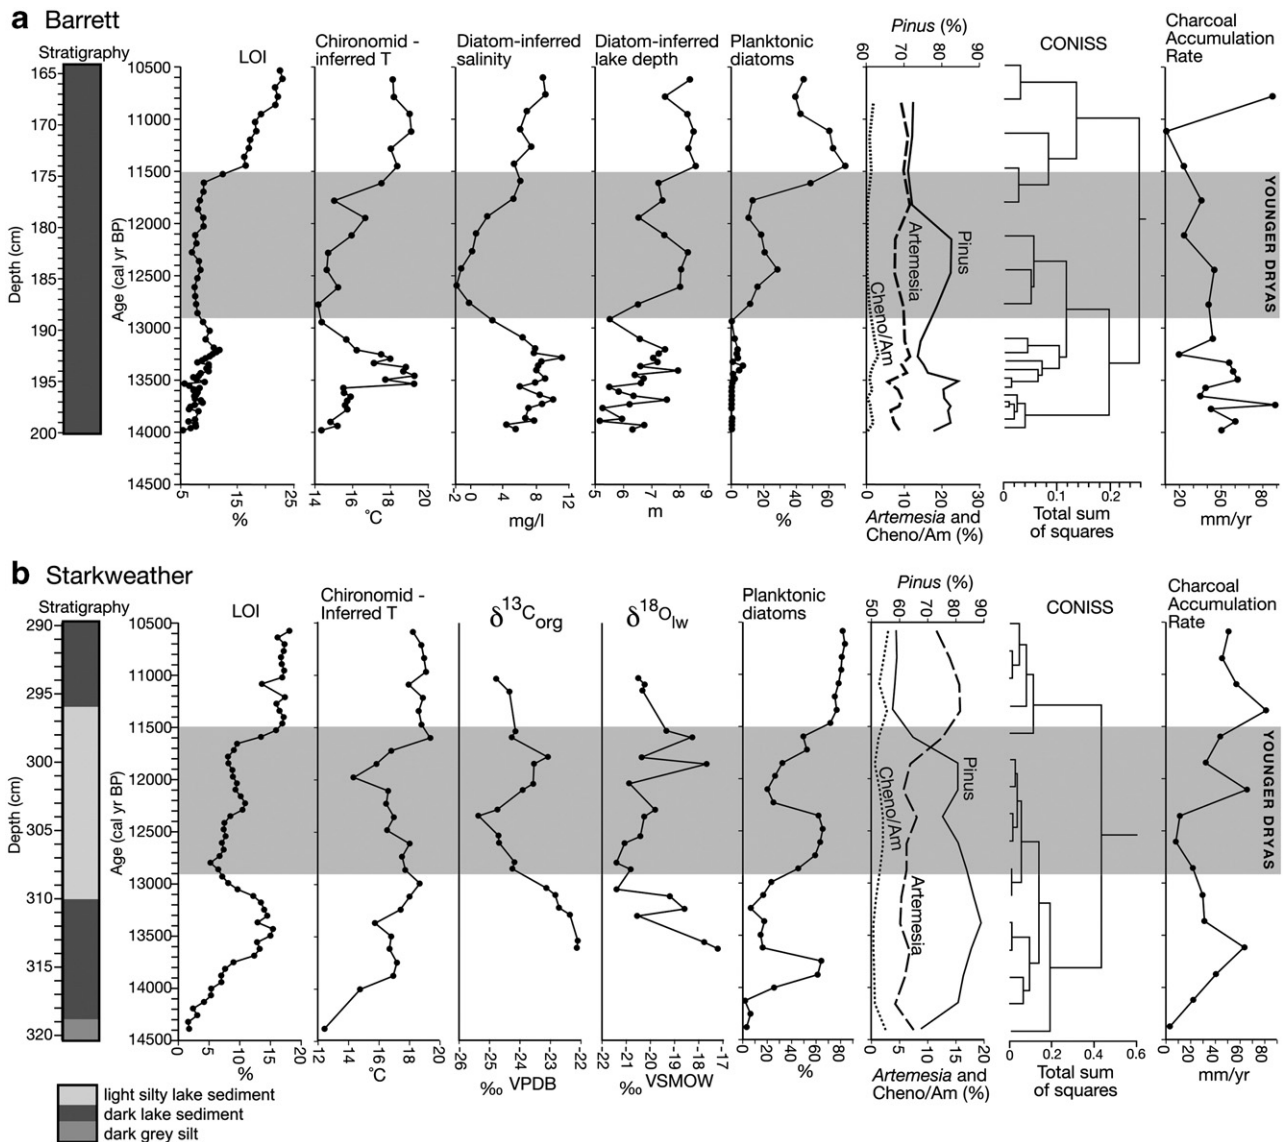 a Barrett
Stratigraphy
LOI
Chironomid -
inferred T
Diatom-inferred
salinity
Diatom-inferred
lake depth
Planktonic
diatoms
Pinus (%)
60 70 80 90
CONISS
Charcoal
Accumulation
Rate
Depth (cm)
165
170
175
180
185
190
195
200
Age (cal yr BP)
10500
11000
11500
12000
12500
13000
13500
14000
14500
Cheno/Am
Artemesia
Pinus
YOUNGER DRYAS
5 15 25
%
14 16 18 20
°C
-2 0 4 8 12
mg/l
5 6 7 8 9
m
0 20 40 60
%
0 10 20 30
Artemesia and
Cheno/Am (%)
0 0.1 0.2
Total sum
of squares
20 50 80
mm/yr
b Starkweather
Stratigraphy
LOI
Chironomid -
Inferred T
δ13Corg
δ18Olw
Planktonic
diatoms
Pinus (%)
50 60 70 80 90
CONISS
Charcoal
Accumulation
Rate
Depth (cm)
290
295
300
305
310
315
320
Age (cal yr BP)
10500
11000
11500
12000
12500
13000
13500
14000
14500
Cheno/Am
Artemesia
Pinus
YOUNGER DRYAS
0 5 10 15 20
%
12 14 16 18 20
°C
-26 -25 -24 -23 -22
‰ VPDB
-22 -21 -20 -19 -18 -17
‰ VSMOW
20 40 60 80
%
0 5 10 15 20
Artemesia and
Cheno/Am (%)
0 0.2 0.4 0.6
Total sum
of squares
0 20 40 60 80
mm/yr
light silty lake sediment
dark lake sediment
dark grey silt